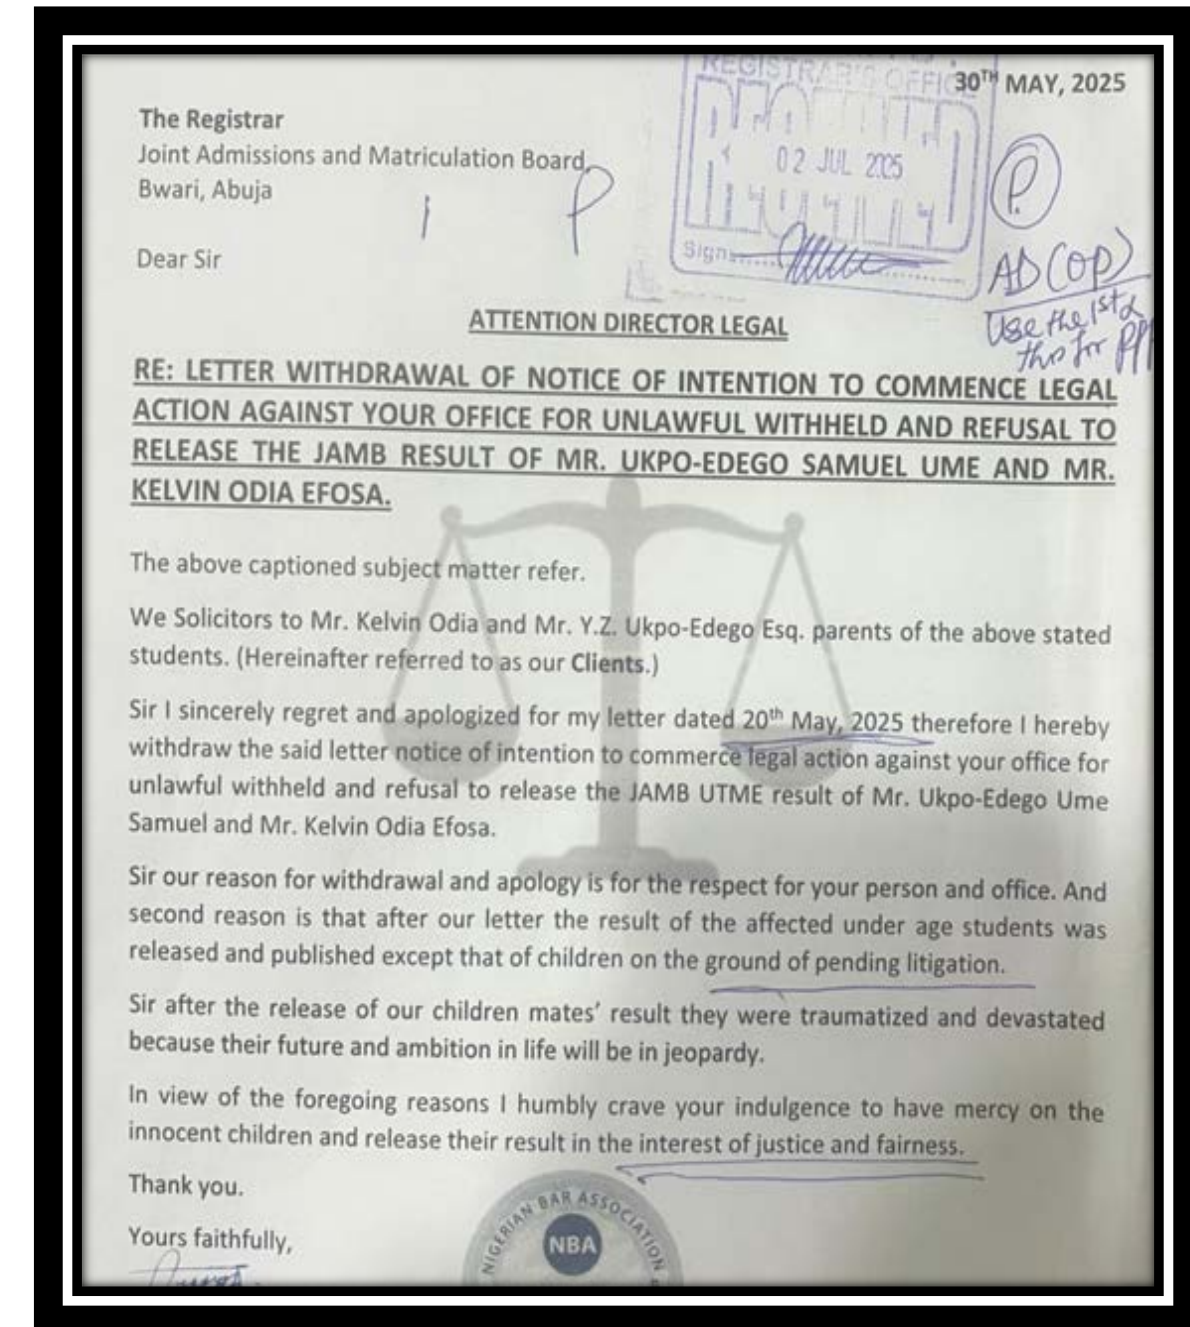 REGISTRAR'S OFFICE
30TH MAY, 2025
RECEIVED
02 JUL 2025
Sign
The Registrar
Joint Admissions and Matriculation Board,
Bwari, Abuja
P
P.
AD (OP)
Use the 1st &
this for PPP
Dear Sir
ATTENTION DIRECTOR LEGAL
RE: LETTER WITHDRAWAL OF NOTICE OF INTENTION TO COMMENCE LEGAL
ACTION AGAINST YOUR OFFICE FOR UNLAWFUL WITHHELD AND REFUSAL TO
RELEASE THE JAMB RESULT OF MR. UKPO-EDEGO SAMUEL UME AND MR.
KELVIN ODIA EFOSA.
The above captioned subject matter refer.
We Solicitors to Mr. Kelvin Odia and Mr. Y.Z. Ukpo-Edego Esq. parents of the above stated
students. (Hereinafter referred to as our Clients.)
Sir I sincerely regret and apologized for my letter dated 20th May, 2025 therefore I hereby
withdraw the said letter notice of intention to commerce legal action against your office for
unlawful withheld and refusal to release the JAMB UTME result of Mr. Ukpo-Edego Ume
Samuel and Mr. Kelvin Odia Efosa.
Sir our reason for withdrawal and apology is for the respect for your person and office. And
second reason is that after our letter the result of the affected under age students was
released and published except that of children on the ground of pending litigation.
Sir after the release of our children mates' result they were traumatized and devastated
because their future and ambition in life will be in jeopardy.
In view of the foregoing reasons I humbly crave your indulgence to have mercy on the
innocent children and release their result in the interest of justice and fairness.
Thank you.
Yours faithfully,
NIGERIAN BAR ASSOCIATION
NBA